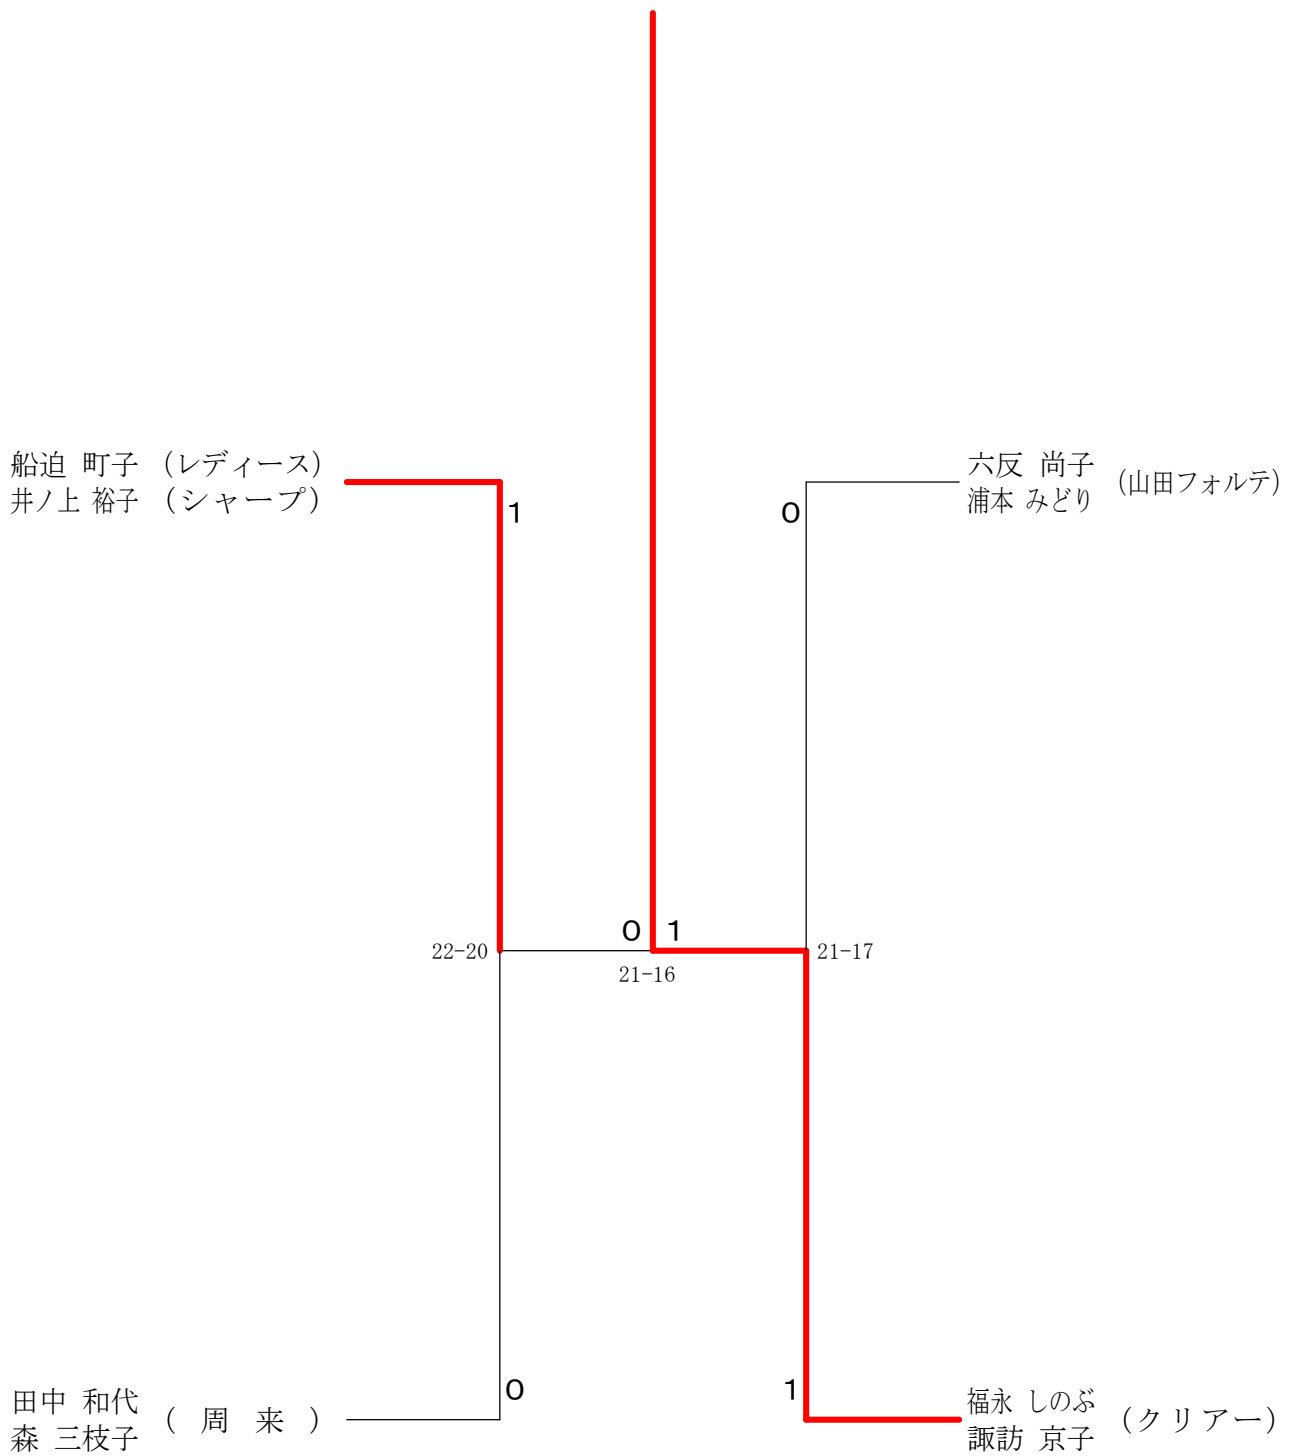 船迫 町子 (レディース)
井ノ上 裕子 (シャープ)
六反 尚子
浦本 みどり
(山田フォルテ)
1
0
0 1
22-20
21-17
21-16
0
1
田中 和代
森 三枝子
( 周 来 )
福永 しのぶ
諏訪 京子
(クリアー)